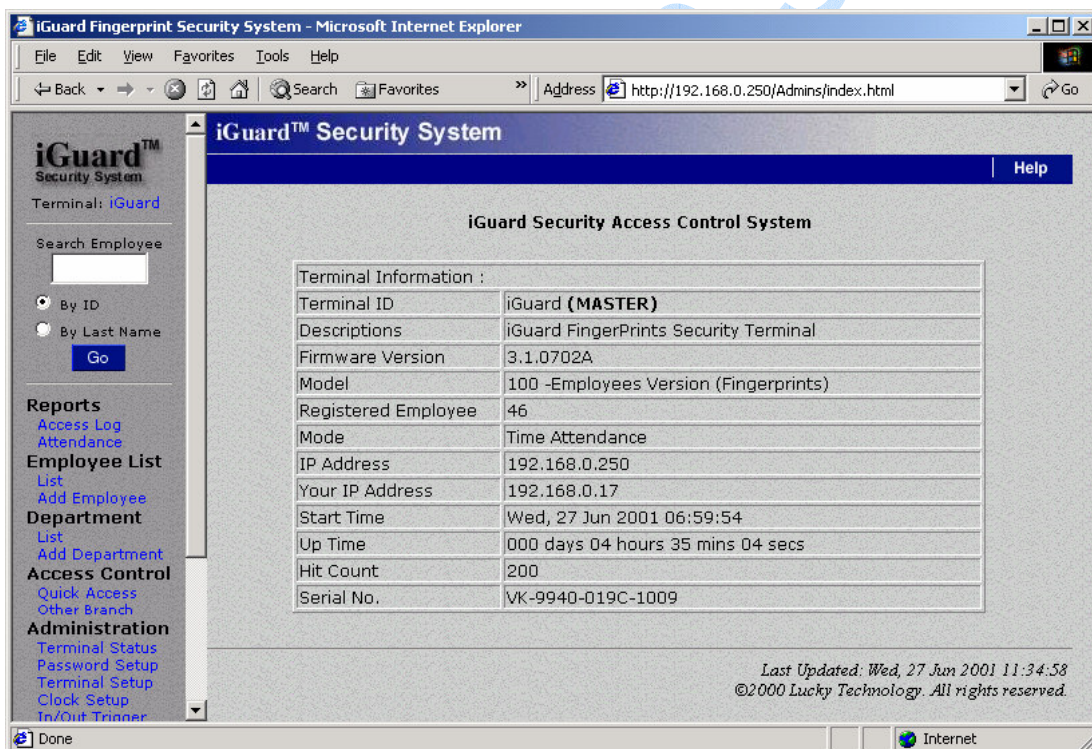 iGuard Fingerprint Security System - Microsoft Internet Explorer
File Edit View Favorites Tools Help
Back Search Favorites » Address http://192.168.0.250/Admins/index.html Go
iGuard™
Security System
Terminal: iGuard
Search Employee
By ID
By Last Name
Go
Reports
Access Log
Attendance
Employee List
List
Add Employee
Department
List
Add Department
Access Control
Quick Access
Other Branch
Administration
Terminal Status
Password Setup
Terminal Setup
Clock Setup
In/Out Trigger
iGuard™ Security System
Help
iGuard Security Access Control System
Terminal Information :
Terminal ID iGuard (MASTER)
Descriptions iGuard FingerPrints Security Terminal
Firmware Version 3.1.0702A
Model 100 -Employees Version (Fingerprints)
Registered Employee 46
Mode Time Attendance
IP Address 192.168.0.250
Your IP Address 192.168.0.17
Start Time Wed, 27 Jun 2001 06:59:54
Up Time 000 days 04 hours 35 mins 04 secs
Hit Count 200
Serial No. VK-9940-019C-1009
Last Updated: Wed, 27 Jun 2001 11:34:58
©2000 Lucky Technology. All rights reserved.
Done Internet